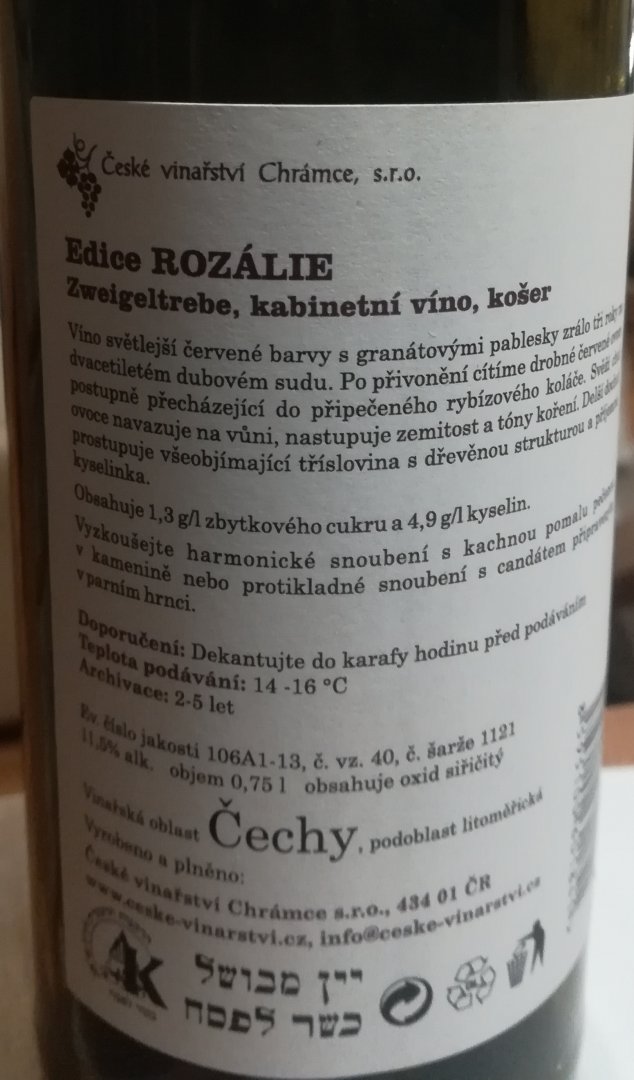 České vinařství Chrámce, s.r.o.
Edice ROZÁLIE
Zweigeltrebe, kabinetní víno, košer
Víno světlejší červené barvy s granátovými pablesky zrálo tři roky
dvacetiletém dubovém sudu. Po přivonění cítíme drobné červené
postupně přecházející do připečeného rybízového koláče. Svěží
ovoce navazuje na vůni, nastupuje zemitost a tóny koření. Delší
prostupuje všeobjímající tříslovina s dřevěnou strukturou a
kyselinka.
Obsahuje 1,3 g/l zbytkového cukru a 4,9 g/l kyselin.
Vyzkoušejte harmonické snoubení s kachnou pomalu
v kamenině nebo protikladné snoubení s candátem
v parním hrnci.
Doporučení: Dekantujte do karafy hodinu před podáváním
Teplota podávání: 14 -16 °C
Archivace: 2-5 let
Ev. číslo jakosti 106A1-13, č. vz. 40, č. šarže 1121
11,5% alk. objem 0,75 l obsahuje oxid siřičitý
Vinařská oblast Čechy, podoblast litoměřická
Vyrobeno a plněno:
České vinařství Chrámce s.r.o., 434 01 ČR
www.ceske-vinarstvi.cz, info@ceske-vinarstvi.cz
K
יין מבושל
כשר לפסח